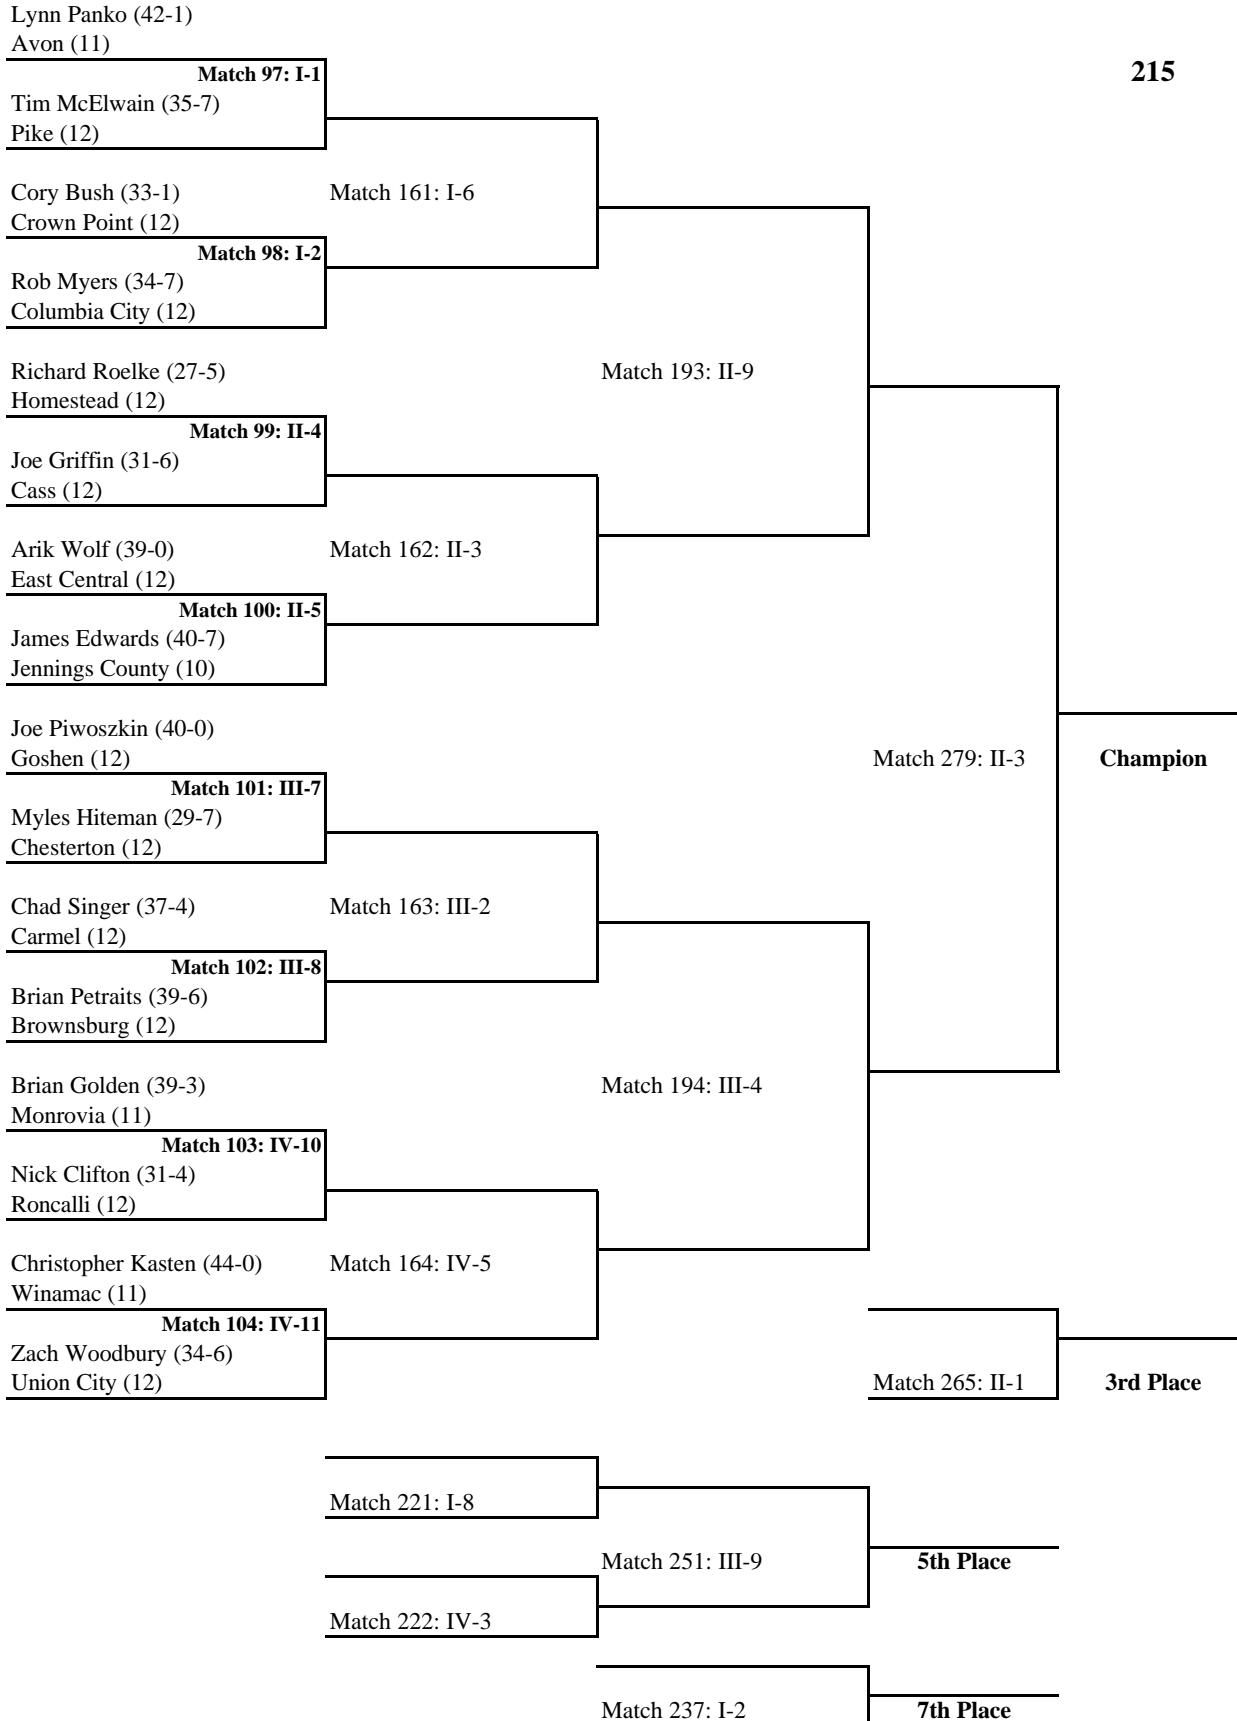 Lynn Panko (42-1)
Avon (11)
215
Match 97: I-1
Tim McElwain (35-7)
Pike (12)
Cory Bush (33-1)
Match 161: I-6
Crown Point (12)
Match 98: I-2
Rob Myers (34-7)
Columbia City (12)
Richard Roelke (27-5)
Match 193: II-9
Homestead (12)
Match 99: II-4
Joe Griffin (31-6)
Cass (12)
Arik Wolf (39-0)
Match 162: II-3
East Central (12)
Match 100: II-5
James Edwards (40-7)
Jennings County (10)
Joe Piwoszkin (40-0)
Goshen (12)
Match 279: II-3
Champion
Match 101: III-7
Myles Hiteman (29-7)
Chesterton (12)
Chad Singer (37-4)
Match 163: III-2
Carmel (12)
Match 102: III-8
Brian Petraits (39-6)
Brownsburg (12)
Brian Golden (39-3)
Match 194: III-4
Monrovia (11)
Match 103: IV-10
Nick Clifton (31-4)
Roncalli (12)
Christopher Kasten (44-0)
Match 164: IV-5
Winamac (11)
Match 104: IV-11
Zach Woodbury (34-6)
Union City (12)
Match 265: II-1
3rd Place
Match 221: I-8
Match 251: III-9
5th Place
Match 222: IV-3
Match 237: I-2
7th Place